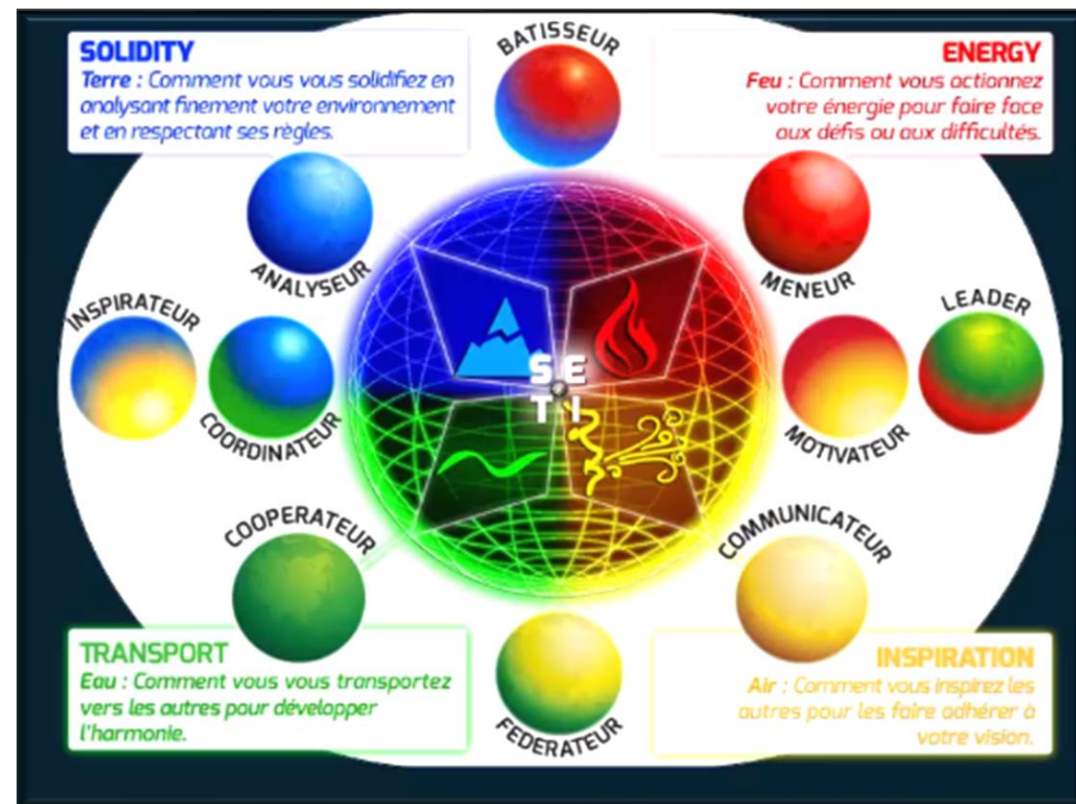 SOLIDITY
Terre : Comment vous vous solidifiez en
analysant finement votre environnement
et en respectant ses règles.
BATISSEUR
ENERGY
Feu : Comment vous actionnez
votre énergie pour faire face
aux défis ou aux difficultés.
ANALYSEUR
MENEUR
INSPIRATEUR
LEADER
COORDINATEUR
S E
T I
MOTIVATEUR
COOPERATEUR
COMMUNICATEUR
TRANSPORT
Eau : Comment vous vous transportez
vers les autres pour développer
l'harmonie.
FEDERATEUR
INSPIRATION
Air : Comment vous inspirez les
autres pour les faire adhérer à
votre vision.